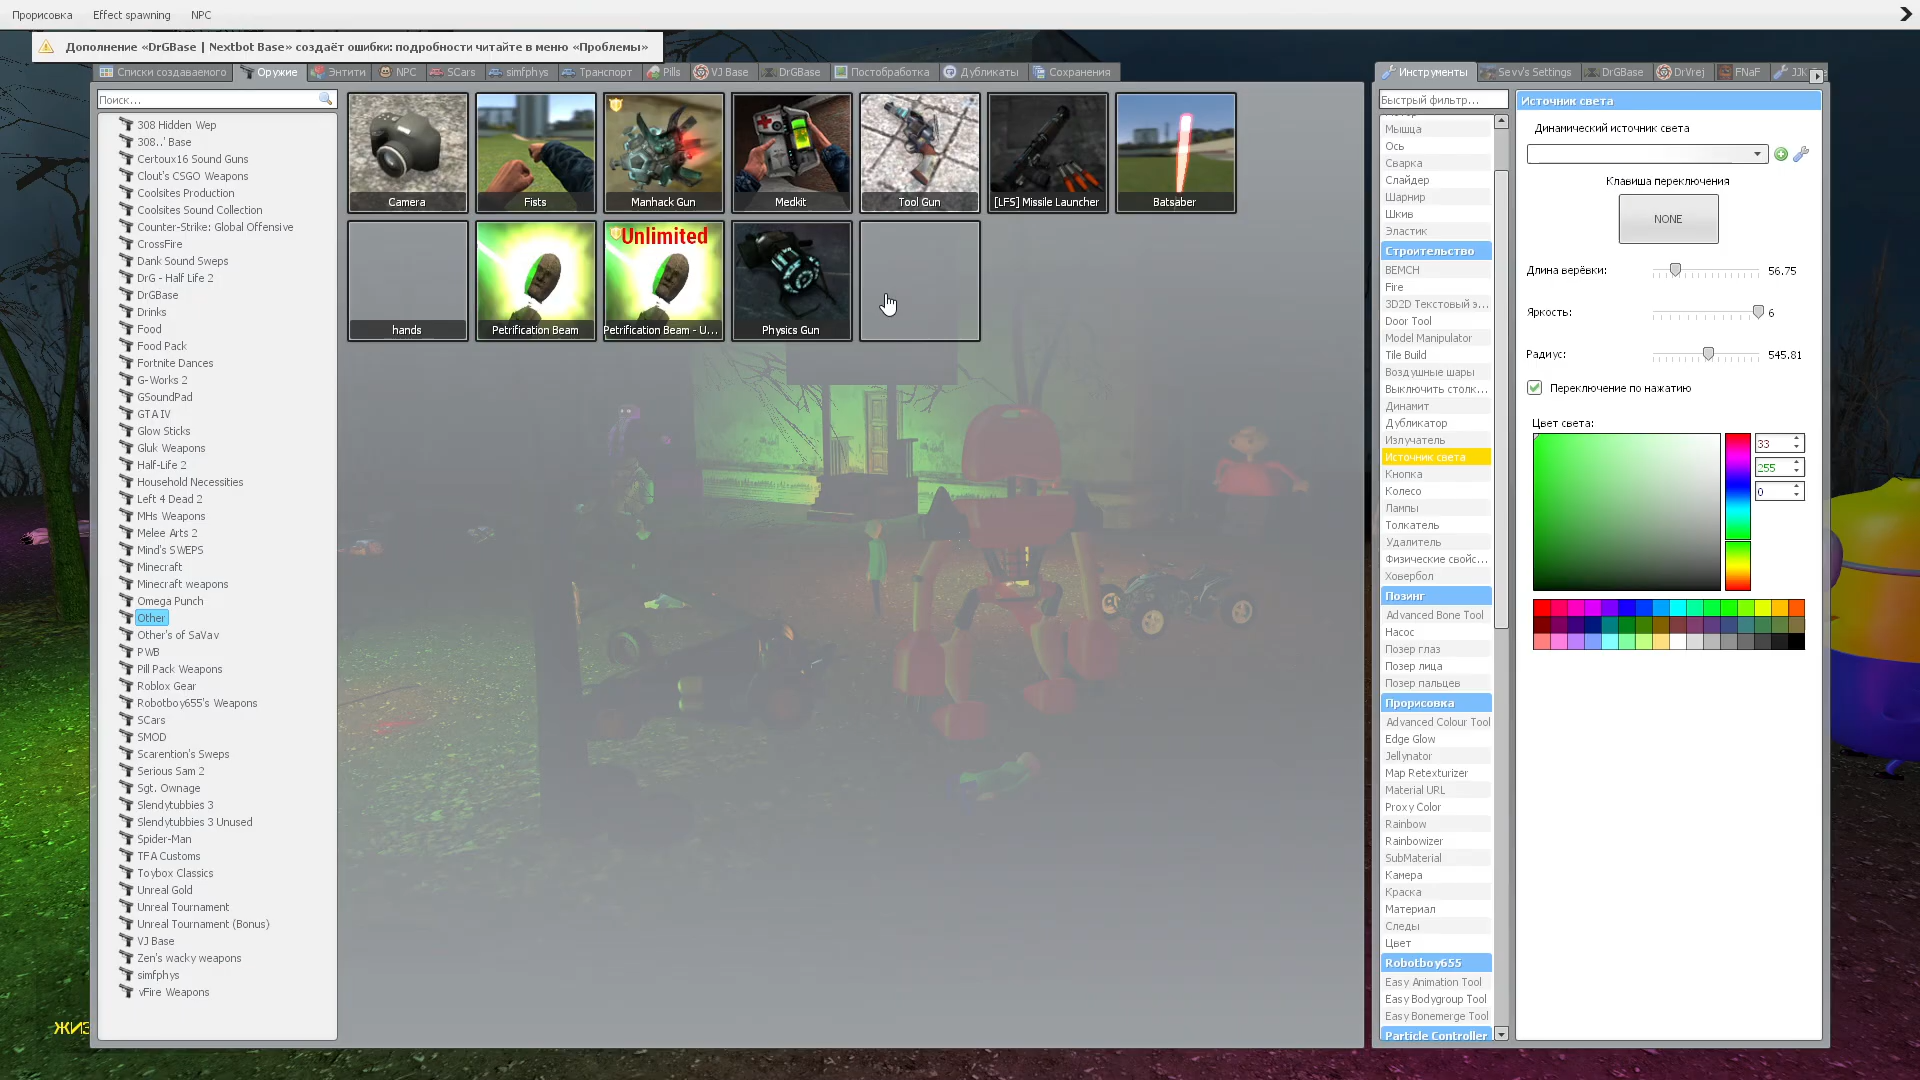 Прорисовка
Effect spawning
NPC
Дополнение «DrGBase | Nextbot Base» создаёт ошибки: подробности читайте в меню «Проблемы»
Списки создаваемого
Оружие
Энтити
NPC
SCars
simfphys
Транспорт
Pills
VJ Base
DrGBase
Постобработка
Дубликаты
Сохранения
Поиск...
308 Hidden Wep
308..' Base
Certoux16 Sound Guns
Clout's CSGO Weapons
Coolsites Production
Coolsites Sound Collection
Counter-Strike: Global Offensive
CrossFire
Dank Sound Sweps
DrG - Half Life 2
DrGBase
Drinks
Food
Food Pack
Fortnite Dances
G-Works 2
GSoundPad
GTA IV
Glow Sticks
Gluk Weapons
Half-Life 2
Household Necessities
Left 4 Dead 2
MHs Weapons
Melee Arts 2
Mind's SWEPS
Minecraft
Minecraft weapons
Omega Punch
Other
Other's of SaVav
PWB
Pill Pack Weapons
Roblox Gear
Robotboy655's Weapons
SCars
SMOD
Scarention's Sweps
Serious Sam 2
Sgt. Ownage
Slendytubbies 3
Slendytubbies 3 Unused
Spider-Man
TFA Customs
Toybox Classics
Unreal Gold
Unreal Tournament
Unreal Tournament (Bonus)
VJ Base
Zen's wacky weapons
simfphys
vFire Weapons
Camera
Fists
Manhack Gun
Medkit
Tool Gun
[LFS] Missile Launcher
Batsaber
hands
Petrification Beam
Unlimited
Petrification Beam - U...
Physics Gun
Инструменты
Sevv's Settings
DrGBase
DrVrej
FNaF
Быстрый фильтр...
Мышца
Ось
Сварка
Слайдер
Шарнир
Шкив
Эластик
Строительство
BEMCH
Fire
3D2D Текстовый э...
Door Tool
Model Manipulator
Tile Build
Воздушные шары
Выключить столк...
Динамит
Дубликатор
Излучатель
Источник света
Кнопка
Колесо
Лампы
Толкатель
Удалитель
Физические свойс...
Ховербол
Позинг
Advanced Bone Tool
Насос
Позер глаз
Позер лица
Позер пальцев
Прорисовка
Advanced Colour Tool
Edge Glow
Jellynator
Map Retexturizer
Material URL
Proxy Color
Rainbow
Rainbowizer
SubMaterial
Камера
Краска
Материал
Следы
Цвет
Robotboy655
Easy Animation Tool
Easy Bodygroup Tool
Easy Bonemerge Tool
Particle Controller
Источник света
Динамический источник света
Клавиша переключения
NONE
Длина верёвки: 56.75
Яркость: 6
Радиус: 545.81
Переключение по нажатию
Цвет света:
33
255
0